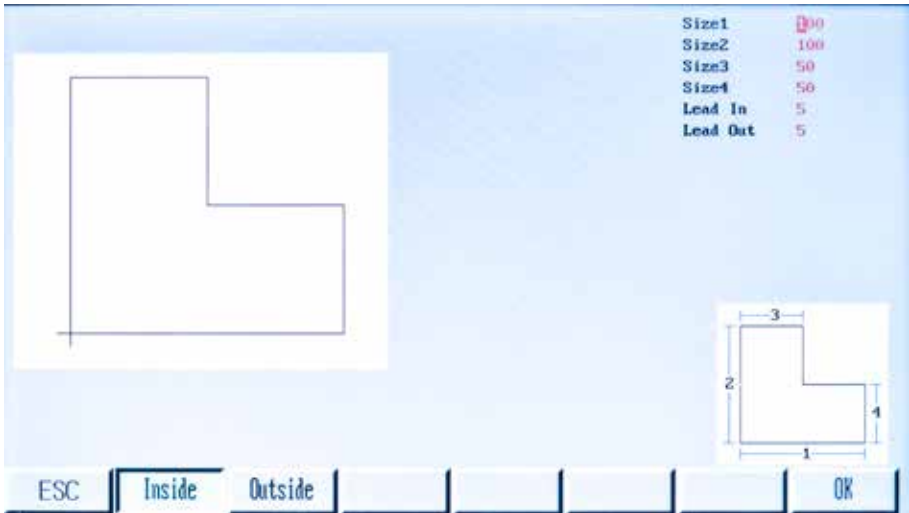 Size1 100
Size2 100
Size3 50
Size4 50
Lead In 5
Lead Out 5
3
2
4
1
ESC Inside Outside OK